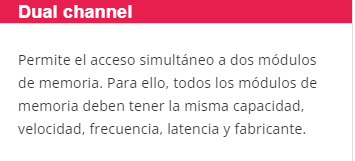 Dual channel
Permite el acceso simultáneo a dos módulos
de memoria. Para ello, todos los módulos de
memoria deben tener la misma capacidad,
velocidad, frecuencia, latencia y fabricante.